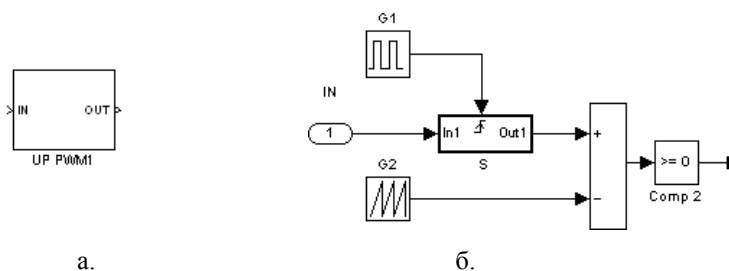 IN OUT
UP PWM1
G1
IN
1
In1 Out1
S
G2
+
−
>= 0
Comp 2
а. б.